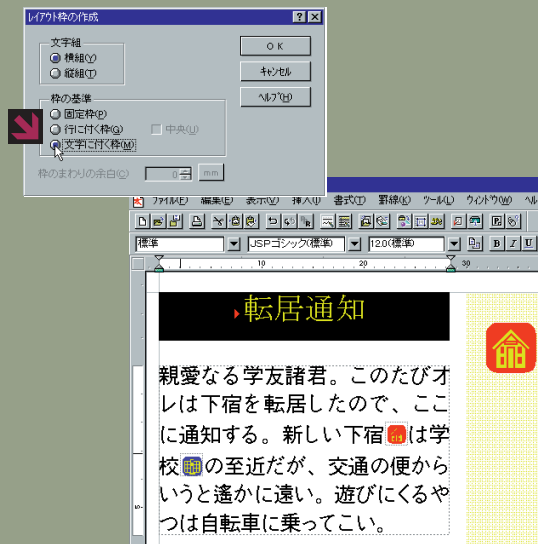 レイアウト枠の作成
文字組
横組(Y)
縦組(T)
枠の基準
固定枠(P)
行に付く枠(G)
中央(U)
文字に付く枠(M)
枠のまわりの余白(C)
0
mm
OK
キャンセル
ヘルプ(H)
ファイル(F) 編集(E) 表示(V) 挿入(I) 書式(T) 罫線(K) ツール(L) ウィンドウ(W) ヘル
標準 JSPゴシック(標準) 12.0(標準) B I U
10 20 30
転居通知
親愛なる学友諸君。このたびオ
レは下宿を転居したので、ここ
に通知する。新しい下宿は学
校の至近だが、交通の便から
いうと遙かに遠い。遊びにくるや
つは自転車に乗ってこい。